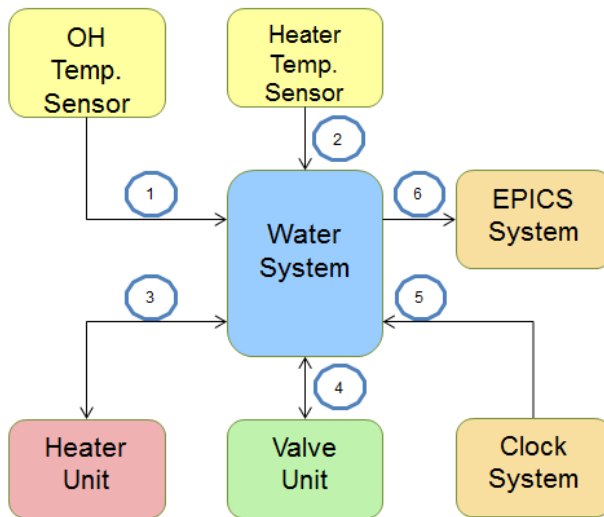 OH
Temp.
Sensor
Heater
Temp.
Sensor
2
1
6
Water
System
EPICS
System
3
5
4
Heater
Unit
Valve
Unit
Clock
System